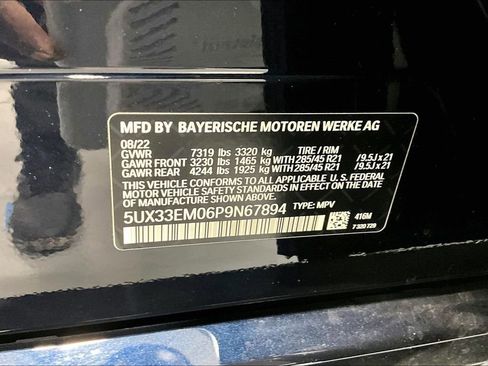 MFD BY BAYERISCHE MOTOREN WERKE AG
08/22
GVWR 7319 lbs 3320 kg TIRE / RIM
GAWR FRONT 3230 lbs 1465 kg WITH 285/45 R21 /9.5J x 21
GAWR REAR 4244 lbs 1925 kg WITH 285/45 R21 /9.5J x 21
THIS VEHICLE CONFORMS TO ALL APPLICABLE U.S. FEDERAL
MOTOR VEHICLE SAFETY STANDARDS IN EFFECT ON THE DATE OF
MANUFACTURE SHOWN ABOVE.
5UX33EM06P9N67894 TYPE: MPV
416M
7 320 729